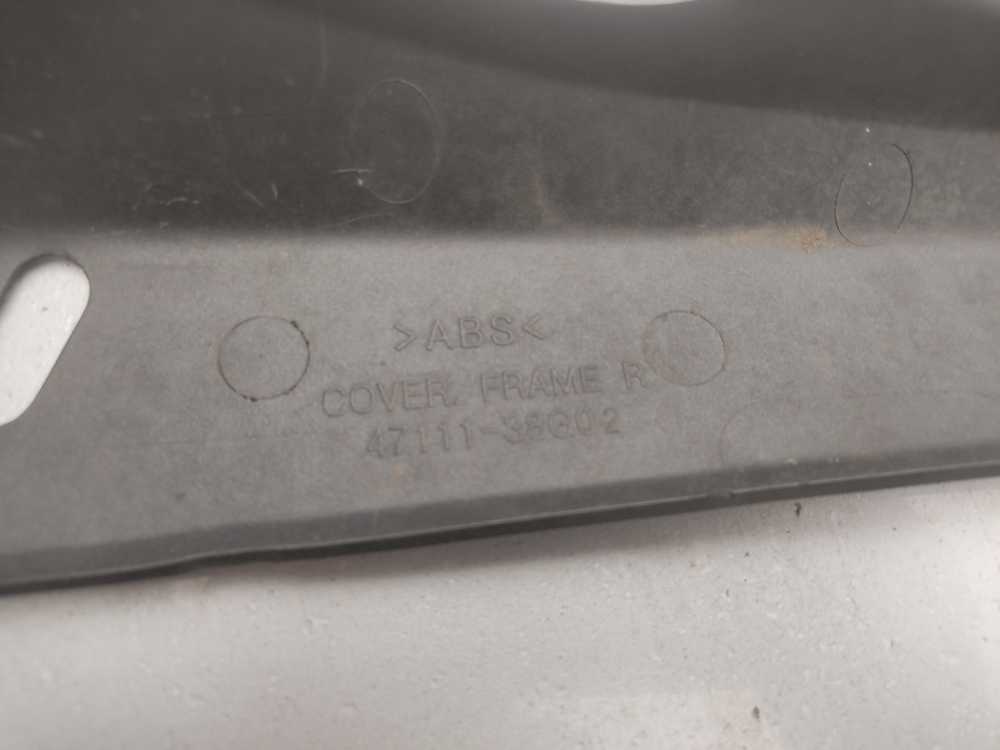 >ABS<
COVER. FRAME R
47111-38G02